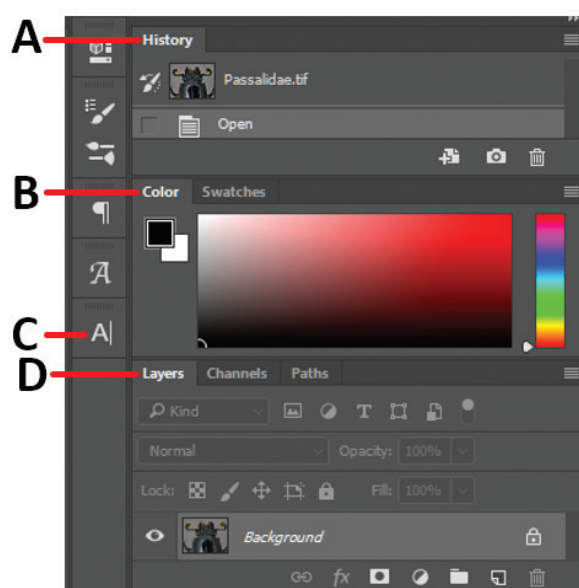 A
History
Passalidae.tif
Open
B
Color Swatches
¶
A
C
A|
D
Layers Channels Paths
Kind
T
Normal Opacity: 100%
Lock: Fill: 100%
Background
fx